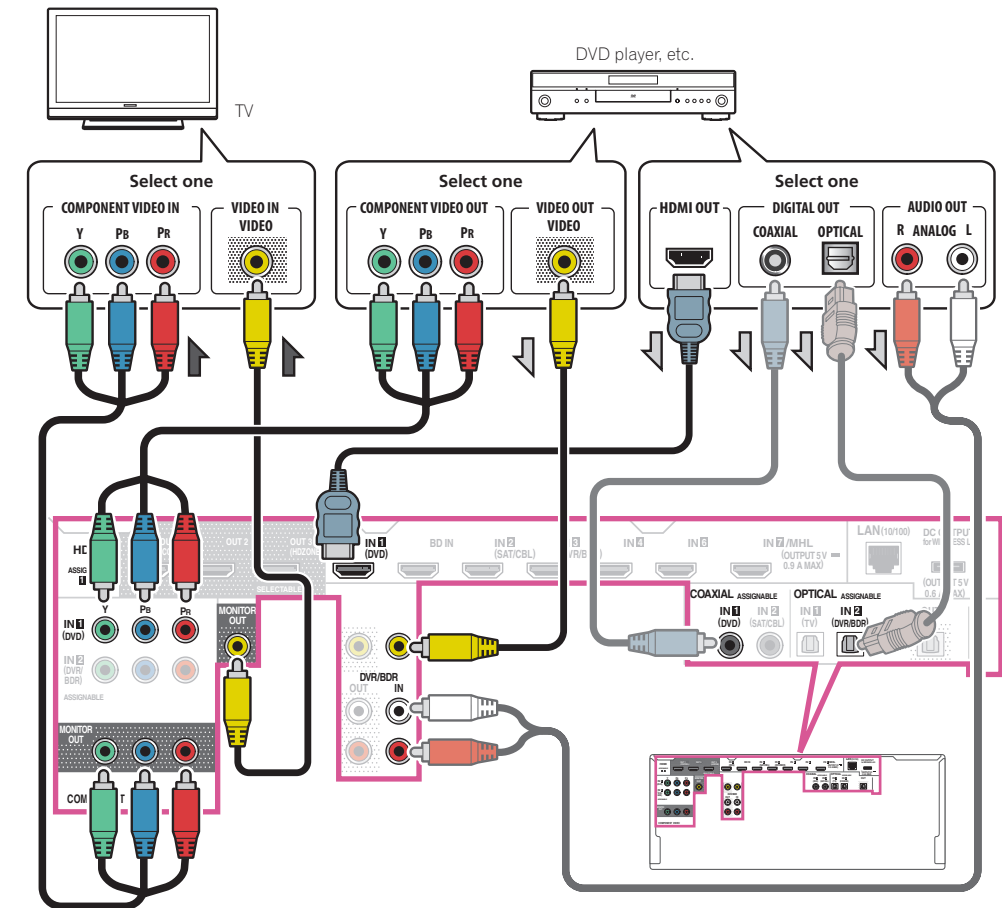 DVD player, etc.
TV
Select one
COMPONENT VIDEO IN
Y PB PR
VIDEO IN
VIDEO
Select one
COMPONENT VIDEO OUT
Y PB PR
VIDEO OUT
VIDEO
Select one
HDMI OUT
DIGITAL OUT
COAXIAL OPTICAL
AUDIO OUT
R ANALOG L
OUT 2
SELECTABLE
IN 1
(DVD)
BD IN
IN 2
(SAT/CBL)
IN 4
IN 6
IN 7/MHL
(OUTPUT 5 V
0.9 A MAX)
LAN (10/100)
Y PB PR
IN 1
(DVD)
IN 2
(DVR/
BDR)
ASSIGNABLE
MONITOR
OUT
MONITOR
OUT
DVR/BDR
OUT IN
COAXIAL ASSIGNABLE
IN 1
(DVD)
IN 2
(SAT/CBL)
OPTICAL ASSIGNABLE
IN 1
(TV)
IN 2
(DVR/BDR)